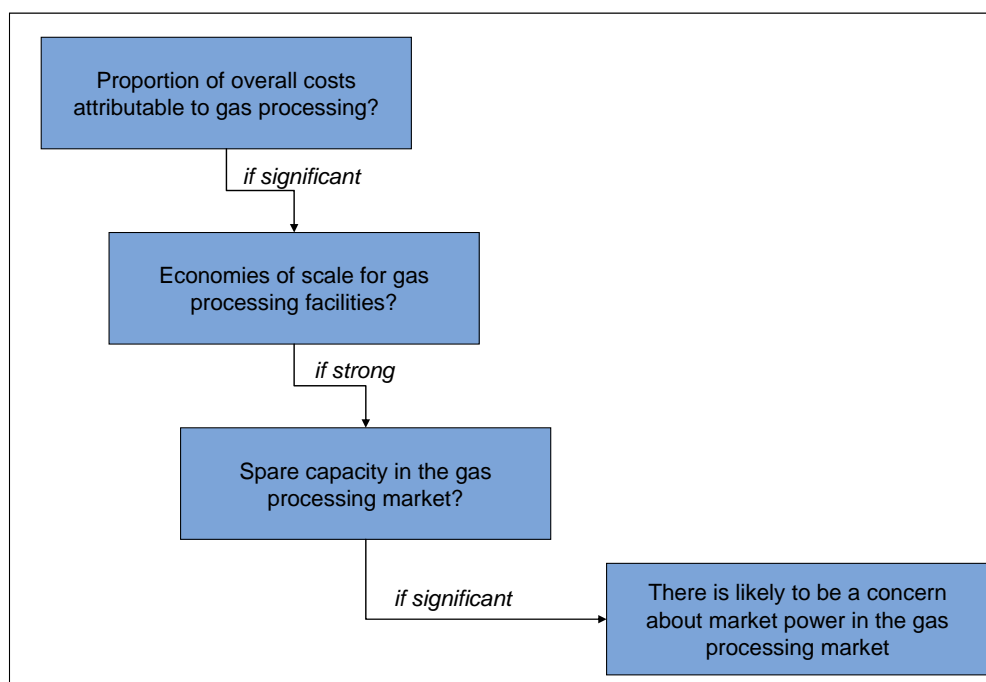 Proportion of overall costs
attributable to gas processing?
if significant
Economies of scale for gas
processing facilities?
if strong
Spare capacity in the gas
processing market?
if significant
There is likely to be a concern
about market power in the gas
processing market